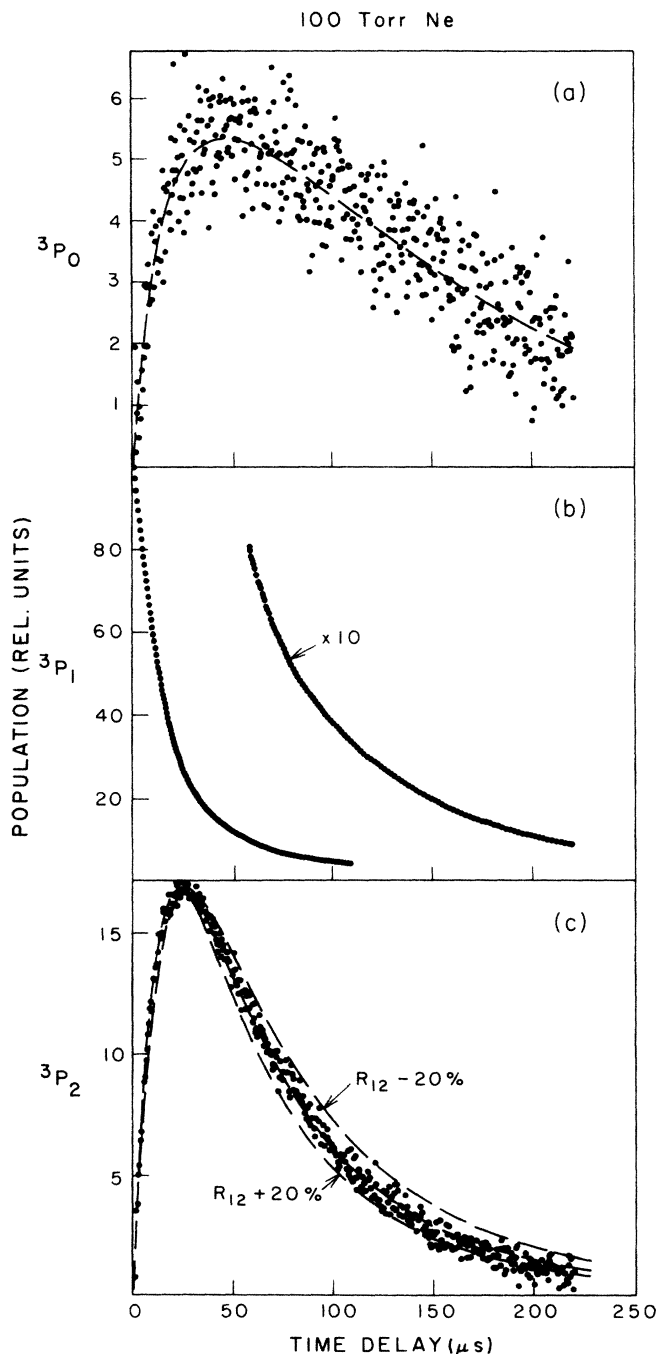 100 Torr Ne
(a)
6
5
4
³P₀
3
2
1
(b)
80
60
x10
³P₁
40
20
POPULATION (REL. UNITS)
(c)
15
10
³P₂
R₁₂ – 20%
5
R₁₂ + 20%
0 50 100 150 200 250
TIME DELAY (μs)